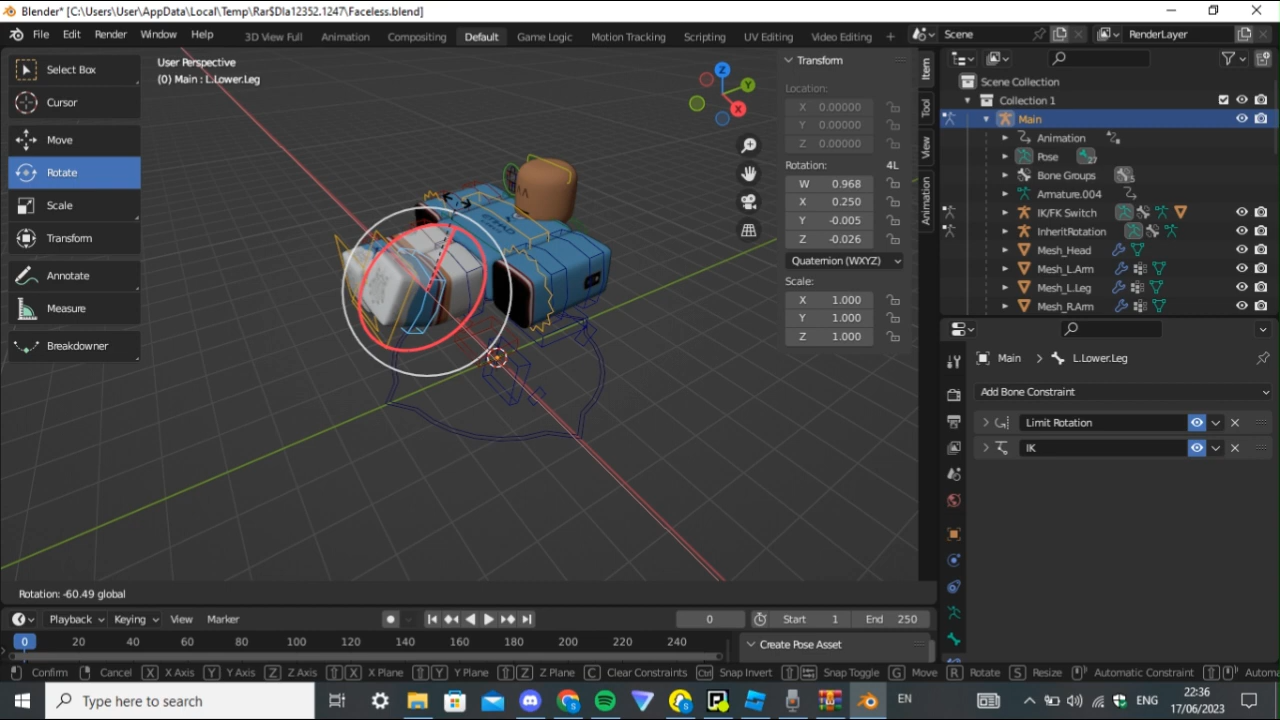 Blender* [C:\Users\User\AppData\Local\Temp\Rar$DIa12352.1247\Faceless.blend]
File Edit Render Window Help 3D View Full Animation Compositing Default Game Logic Motion Tracking Scripting UV Editing Video Editing + Scene RenderLayer
Select Box
Cursor
Move
Rotate
Scale
Transform
Annotate
Measure
Breakdowner
User Perspective
(0) Main : L.Lower.Leg
Z
Y
X
Transform
Location:
X 0.00000
Y 0.00000
Z 0.00000
Rotation: 4L
W 0.968
X 0.250
Y -0.005
Z -0.026
Quaternion (WXYZ)
Scale:
X 1.000
Y 1.000
Z 1.000
Item
Tool
View
Animation
Scene Collection
Collection 1
Main
Animation
Pose 27
Bone Groups 5
Armature.004
IK/FK Switch
InheritRotation
Mesh_Head
Mesh_L.Arm
Mesh_L.Leg
Mesh_R.Arm
Main > L.Lower.Leg
Add Bone Constraint
Limit Rotation
IK
Rotation: -60.49 global
Playback Keying View Marker 0 Start 1 End 250
0 20 40 60 80 100 120 140 160 180 200 220 240
Create Pose Asset
Confirm Cancel X X Axis Y Y Axis Z Z Axis X X Plane Y Y Plane Z Z Plane C Clear Constraints Ctrl Snap Invert Snap Toggle G Move R Rotate S Resize Automatic Constraint Automa
Type here to search
EN
ENG
22:36
17/06/2023